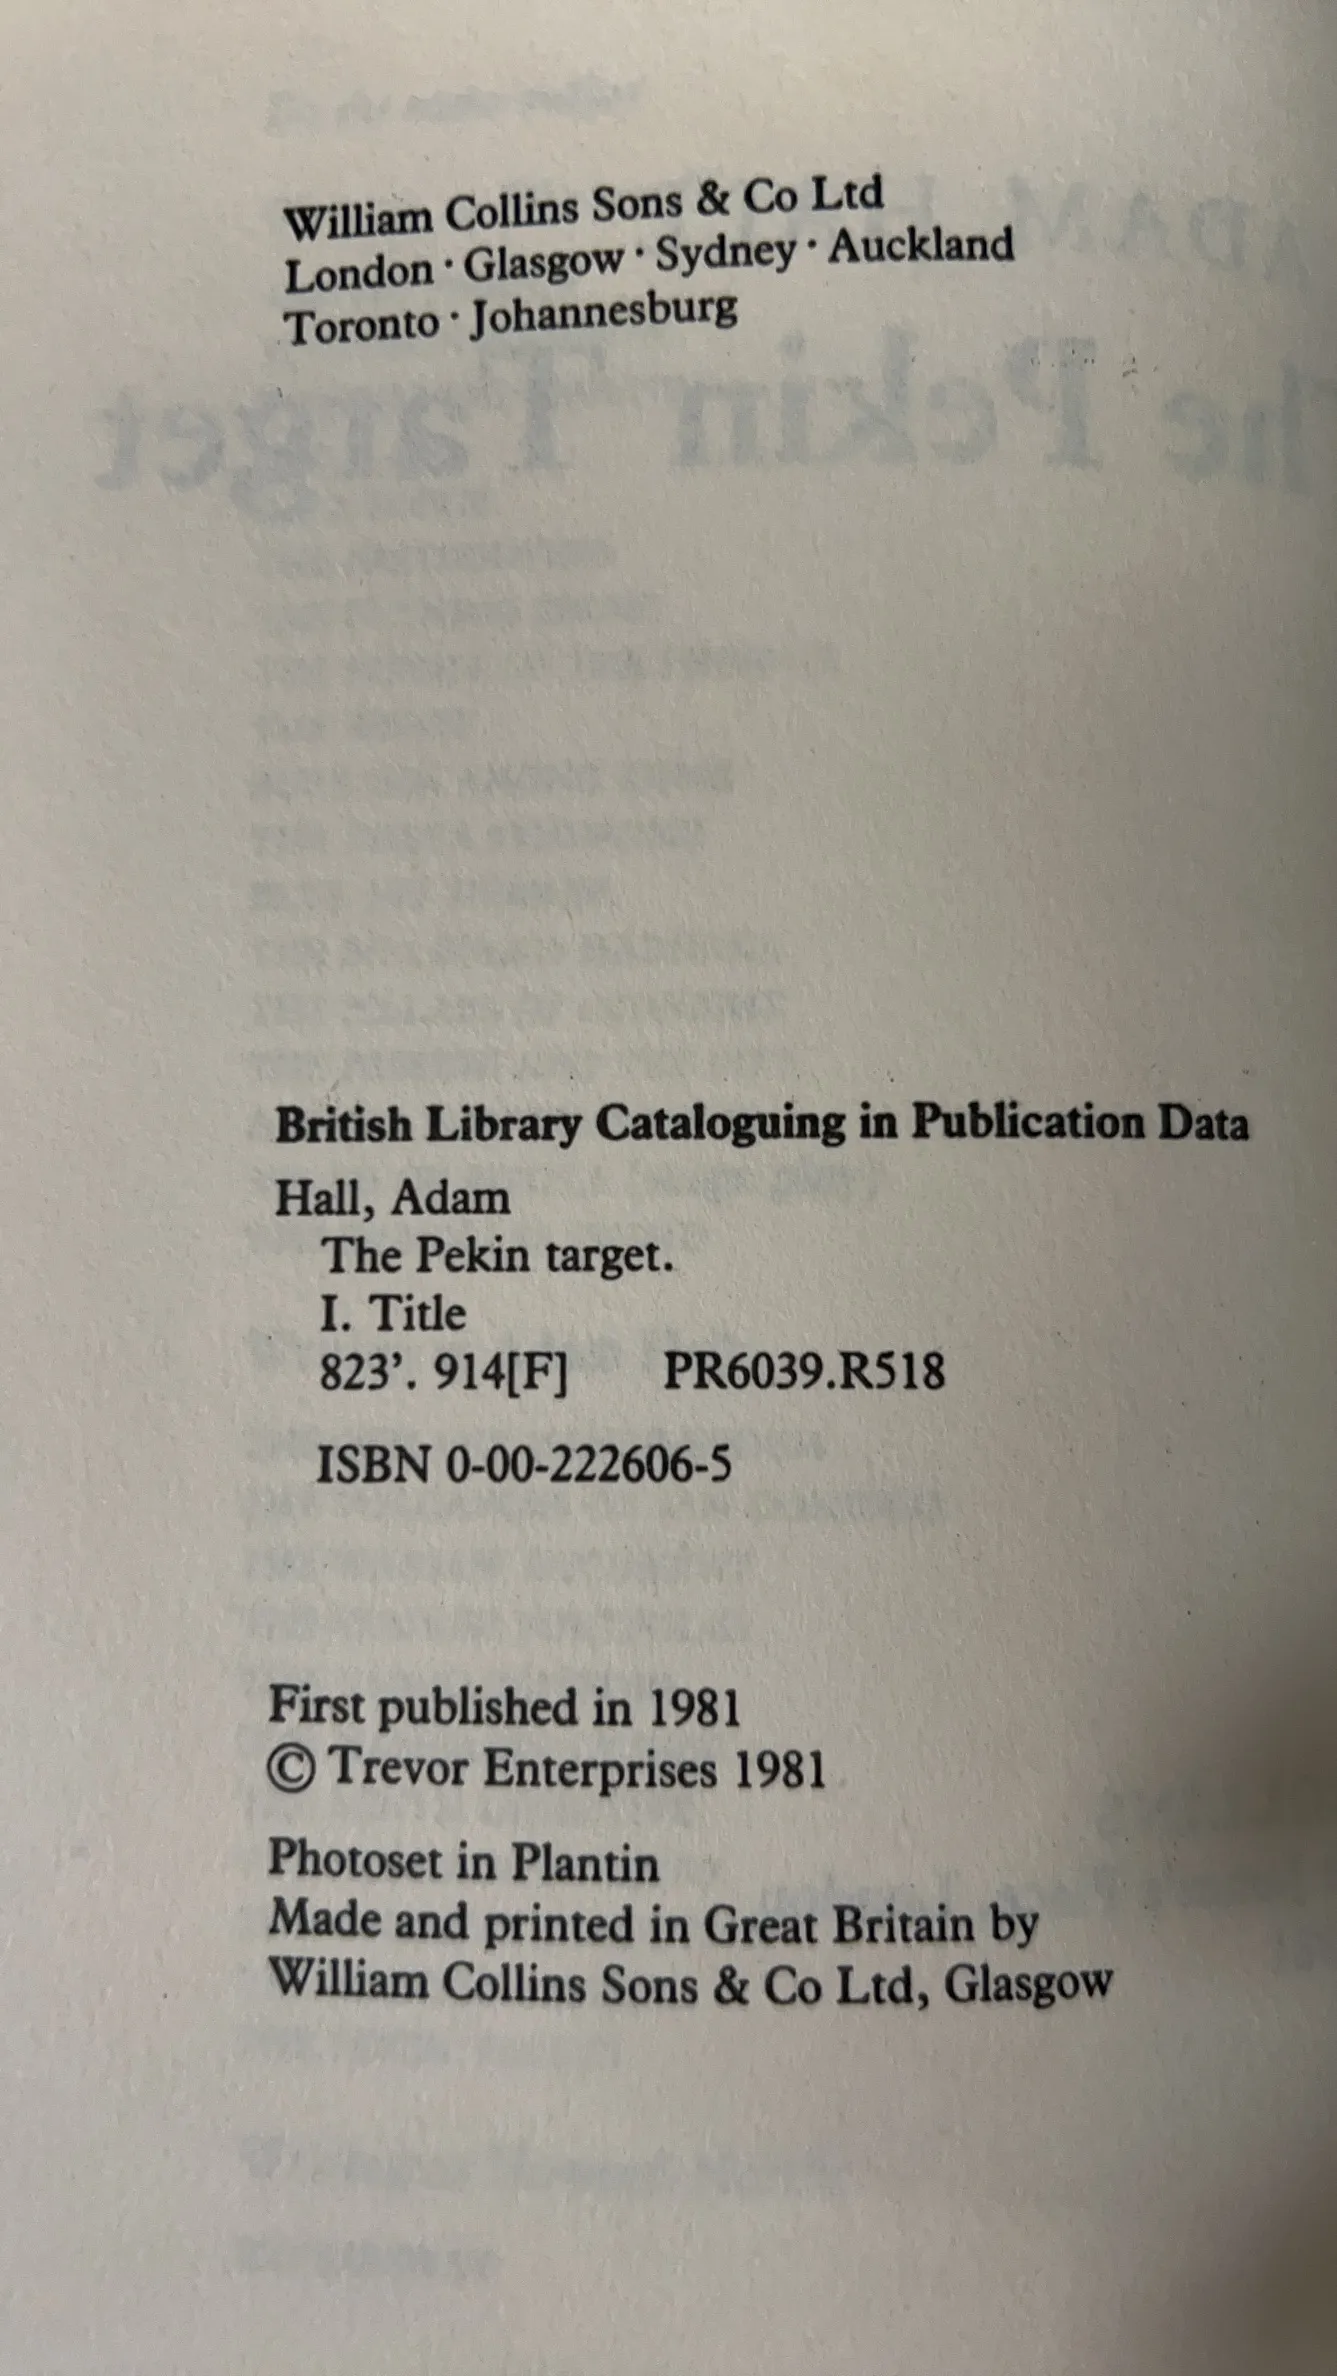 William Collins Sons & Co Ltd
London · Glasgow · Sydney · Auckland
Toronto · Johannesburg
British Library Cataloguing in Publication Data
Hall, Adam
The Pekin target.
I. Title
823’. 914[F] PR6039.R518
ISBN 0-00-222606-5
First published in 1981
© Trevor Enterprises 1981
Photoset in Plantin
Made and printed in Great Britain by
William Collins Sons & Co Ltd, Glasgow